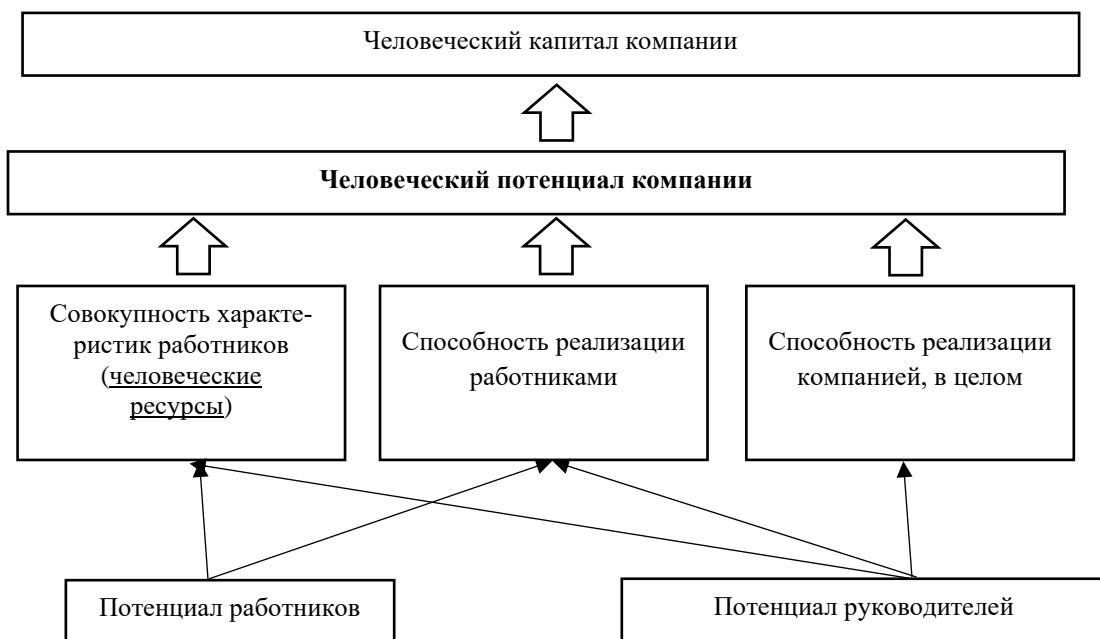 Человеческий капитал компании
Человеческий потенциал компании
Совокупность характе-
ристик работников
(человеческие
ресурсы)
Способность реализации
работниками
Способность реализации
компанией, в целом
Потенциал работников
Потенциал руководителей